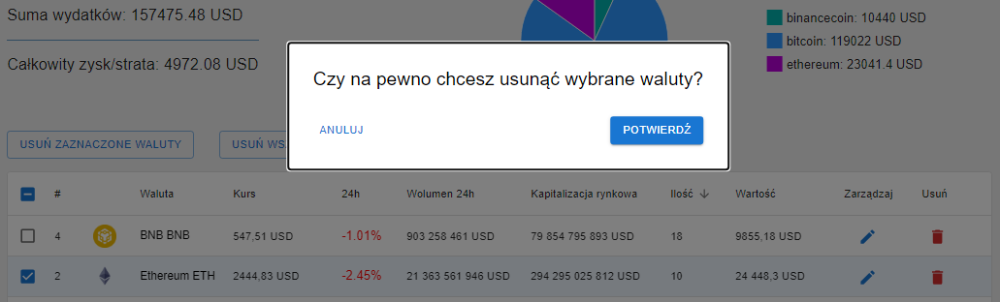 Suma wydatków: 157475.48 USD
Całkowity zysk/strata: 4972.08 USD
binancecoin: 10440 USD
bitcoin: 119022 USD
ethereum: 23041.4 USD
Czy na pewno chcesz usunąć wybrane waluty?
ANULUJ POTWIERDŹ
USUŃ ZAZNACZONE WALUTY USUŃ
# Waluta Kurs 24h Wolumen 24h Kapitalizacja rynkowa Ilość Wartość Zarządzaj Usuń
4 BNB BNB 547,51 USD -1.01% 903 258 461 USD 79 854 795 893 USD 18 9855,18 USD
2 Ethereum ETH 2444,83 USD -2.45% 21 363 561 946 USD 294 295 025 812 USD 10 24 448,3 USD